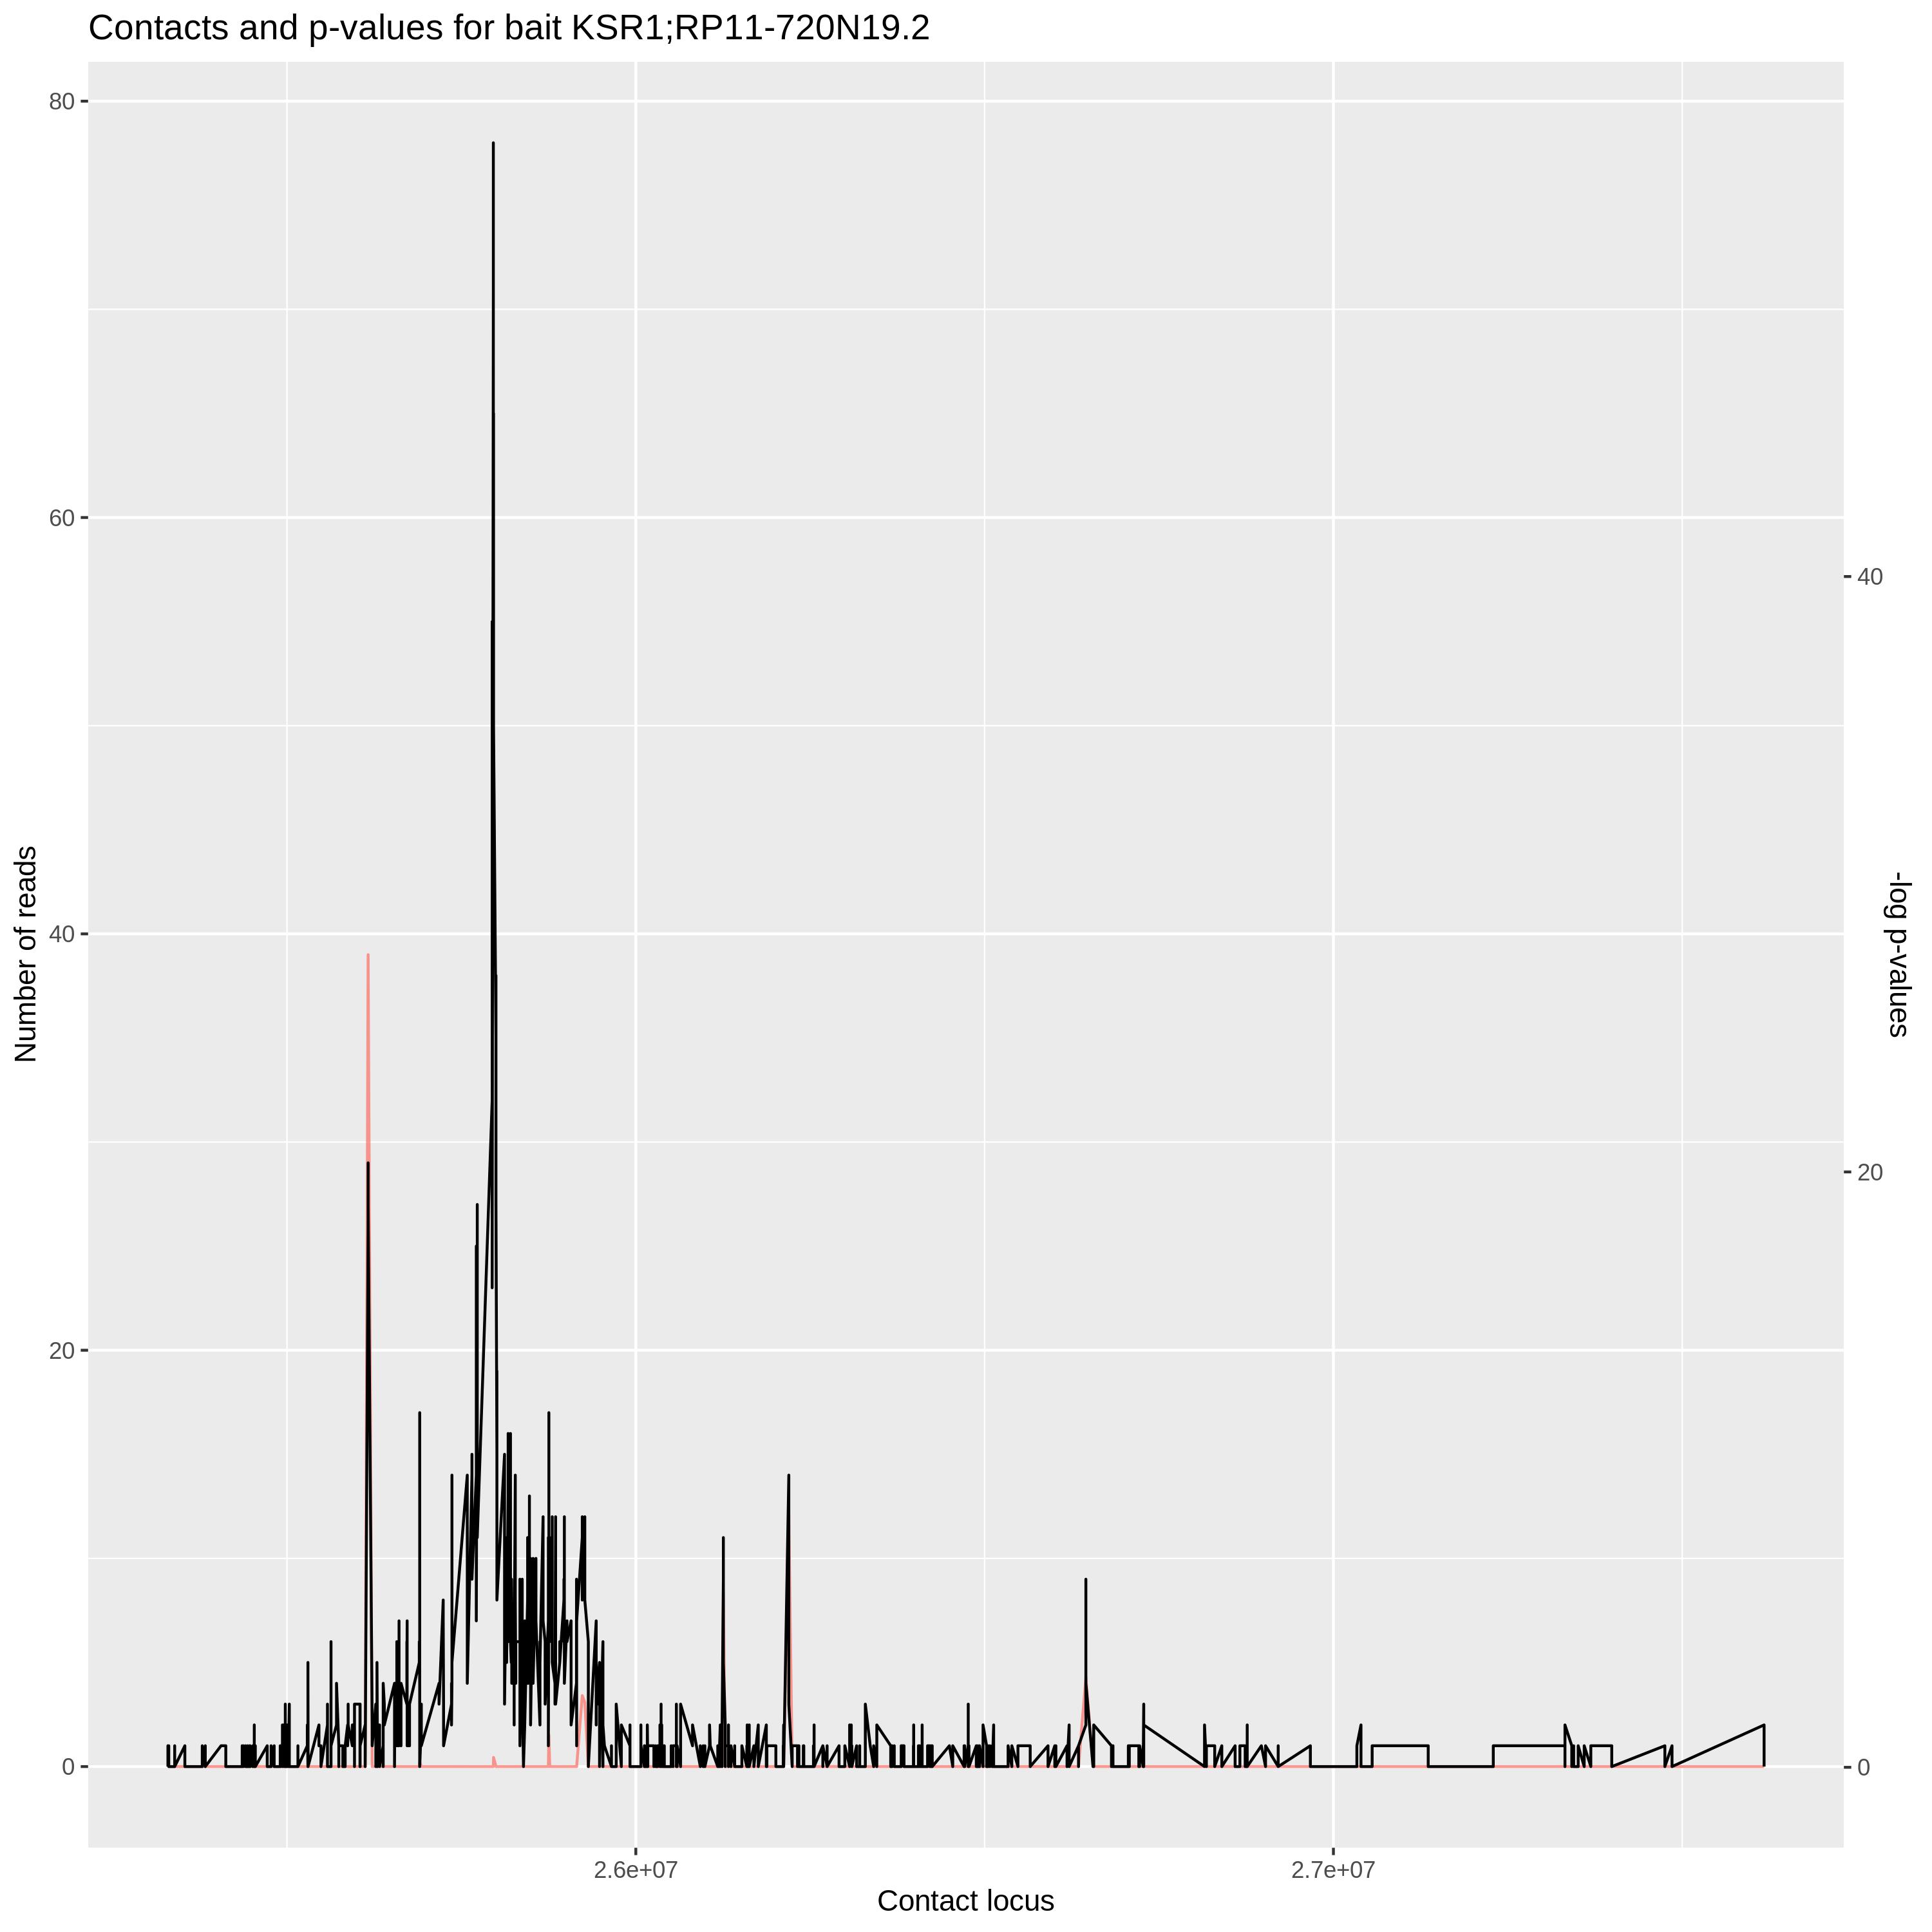 Contacts and p-values for bait KSR1;RP11-720N19.2
80
60
40
20
0
Number of reads
40
20
0
-log p-values
2.6e+07
2.7e+07
Contact locus